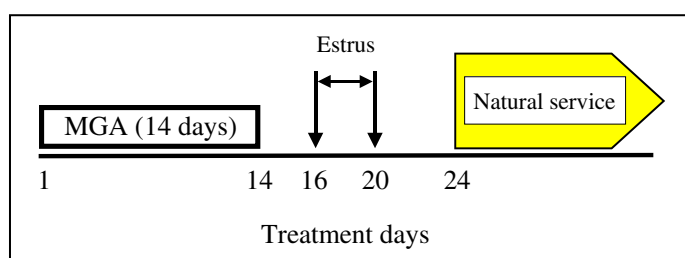 Estrus
Natural service
MGA (14 days)
1 14 16 20 24
Treatment days